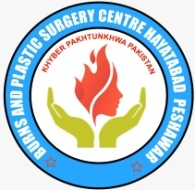 BURNS AND PLASTIC SURGERY CENTRE HAYATABAD PESHAWAR
KHYBER PAKHTUNKHWA PAKISTAN